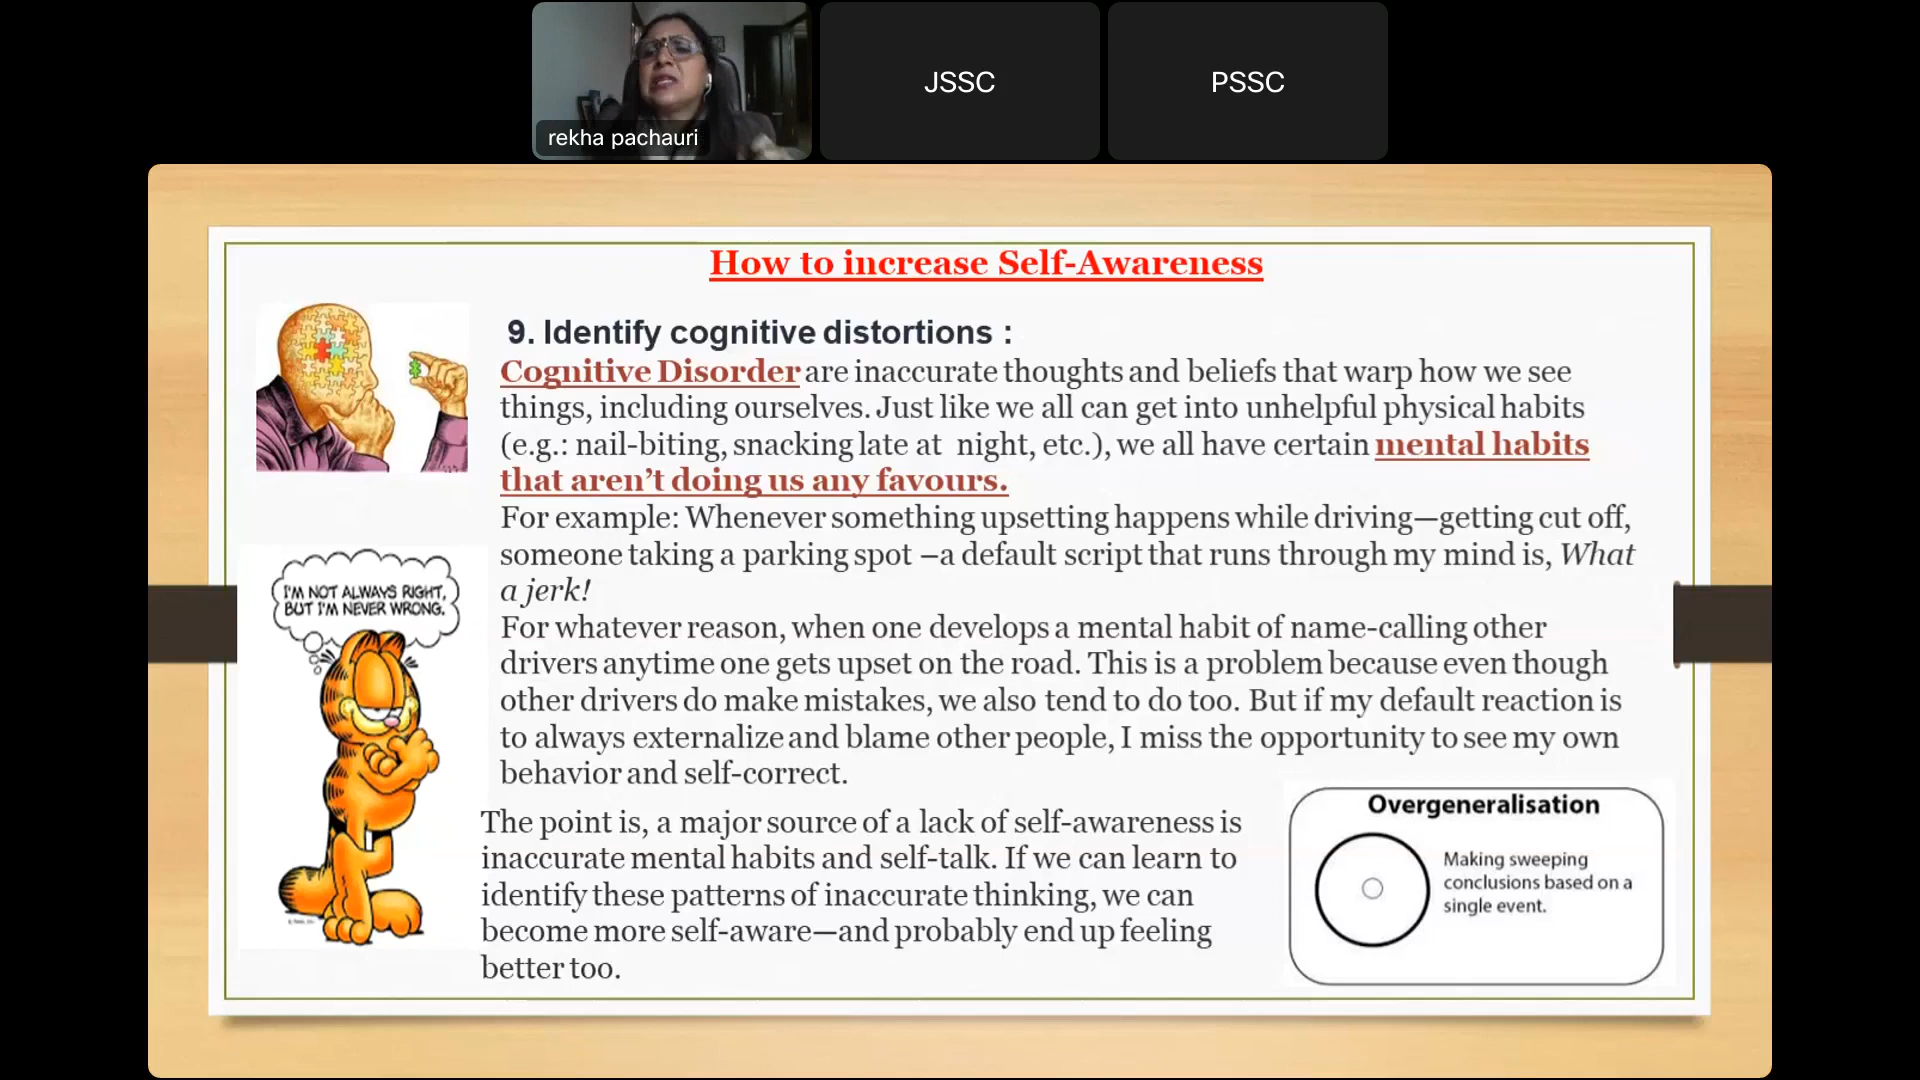 rekha pachauri
JSSC
PSSC
How to increase Self-Awareness
9. Identify cognitive distortions :
Cognitive Disorder are inaccurate thoughts and beliefs that warp how we see
things, including ourselves. Just like we all can get into unhelpful physical habits
(e.g.: nail-biting, snacking late at night, etc.), we all have certain mental habits
that aren’t doing us any favours.
For example: Whenever something upsetting happens while driving—getting cut off,
someone taking a parking spot –a default script that runs through my mind is, What
a jerk!
For whatever reason, when one develops a mental habit of name-calling other
drivers anytime one gets upset on the road. This is a problem because even though
other drivers do make mistakes, we also tend to do too. But if my default reaction is
to always externalize and blame other people, I miss the opportunity to see my own
behavior and self-correct.
The point is, a major source of a lack of self-awareness is
inaccurate mental habits and self-talk. If we can learn to
identify these patterns of inaccurate thinking, we can
become more self-aware—and probably end up feeling
better too.
I'M NOT ALWAYS RIGHT,
BUT I'M NEVER WRONG.
Overgeneralisation
Making sweeping
conclusions based on a
single event.